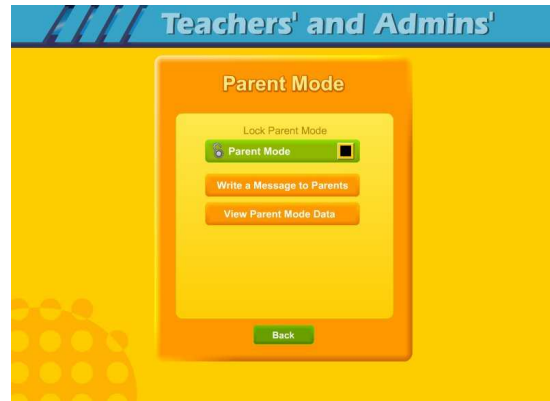 Teachers' and Admins'
Parent Mode
Lock Parent Mode
Parent Mode
Write a Message to Parents
View Parent Mode Data
Back